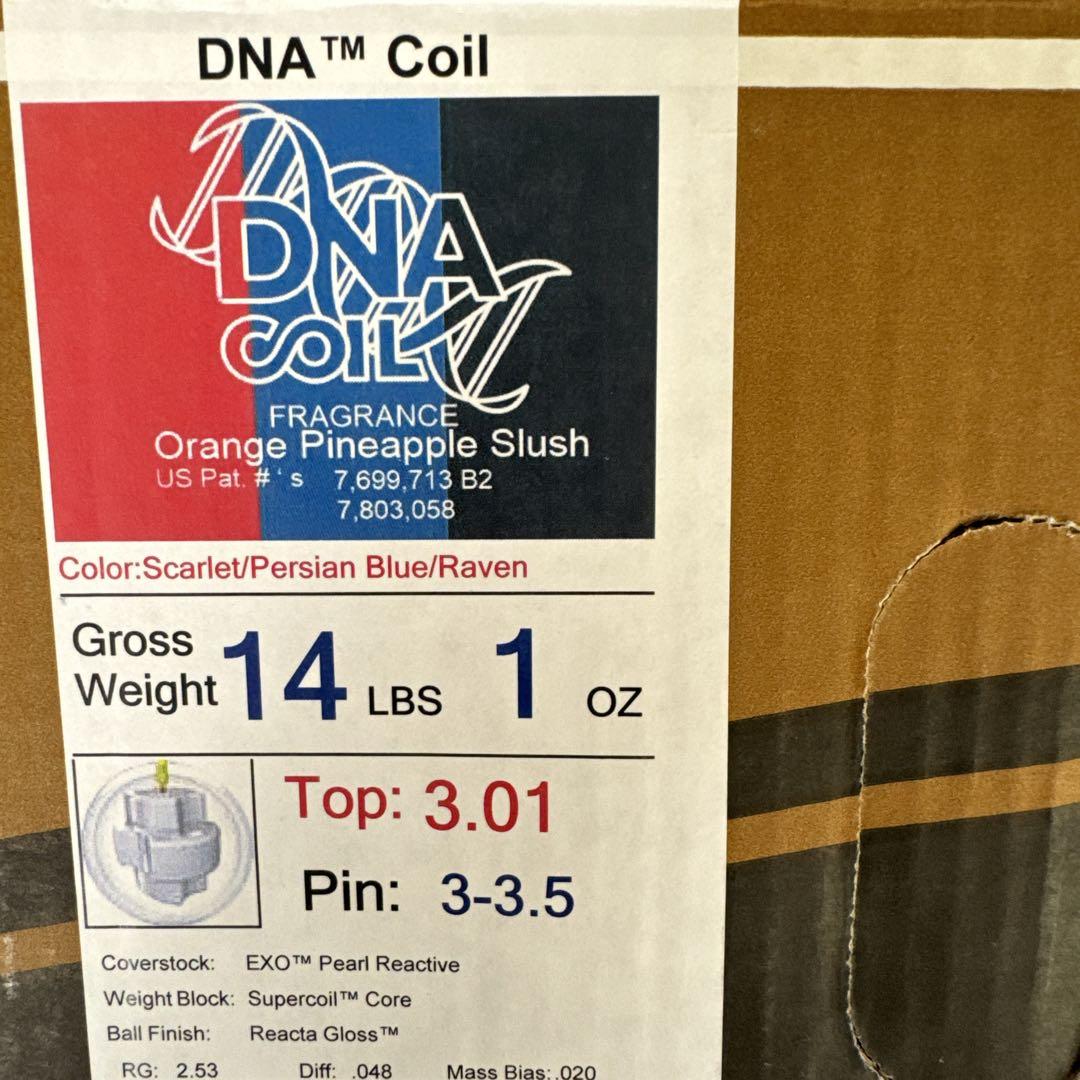 DNA™ Coil
DNA
COIL
FRAGRANCE
Orange Pineapple Slush
US Pat. #'s 7,699,713 B2
7,803,058
Color:Scarlet/Persian Blue/Raven
Gross Weight 14 LBS 1 OZ
Top: 3.01
Pin: 3-3.5
Coverstock: EXO™ Pearl Reactive
Weight Block: Supercoil™ Core
Ball Finish: Reacta Gloss™
RG: 2.53 Diff: .048 Mass Bias: .020